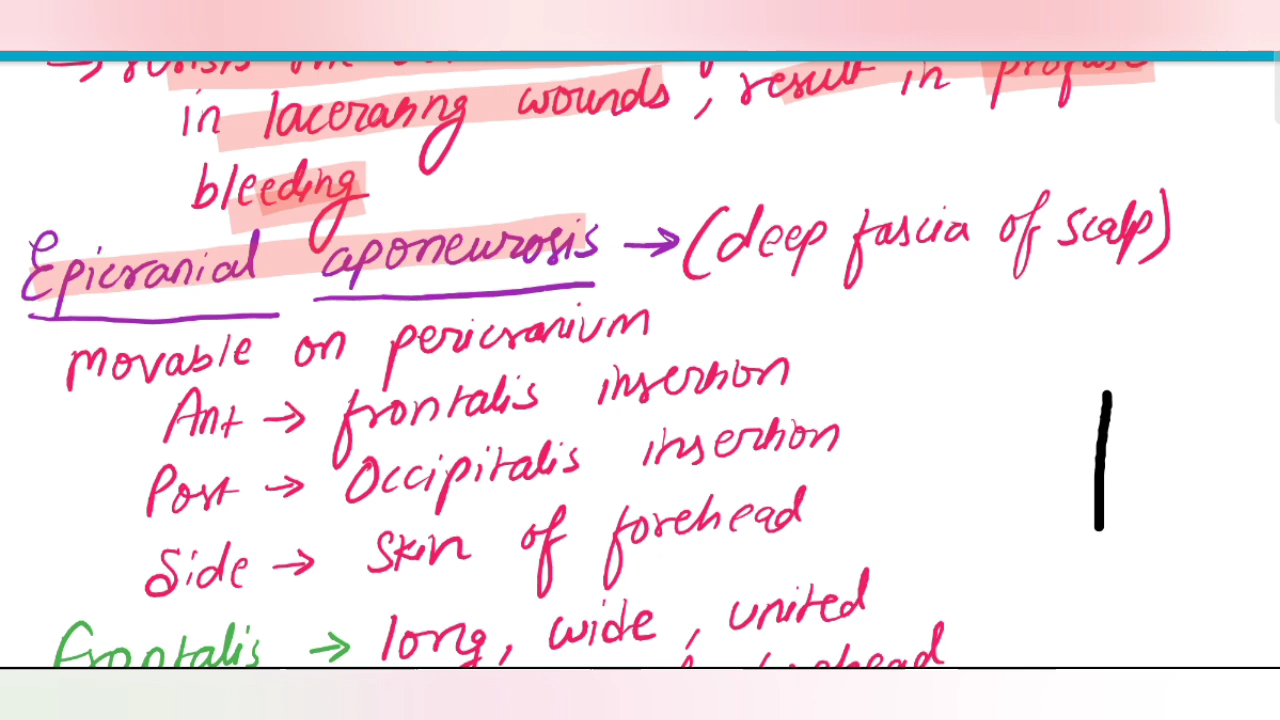 in lacerating wounds, result in profuse
bleeding
Epicranial aponeurosis → (deep fascia of scalp)
movable on pericranium
Ant → frontalis insertion
Post → Occipitalis insertion
Side → Skin of forehead
frontalis → long, wide, united
forehead